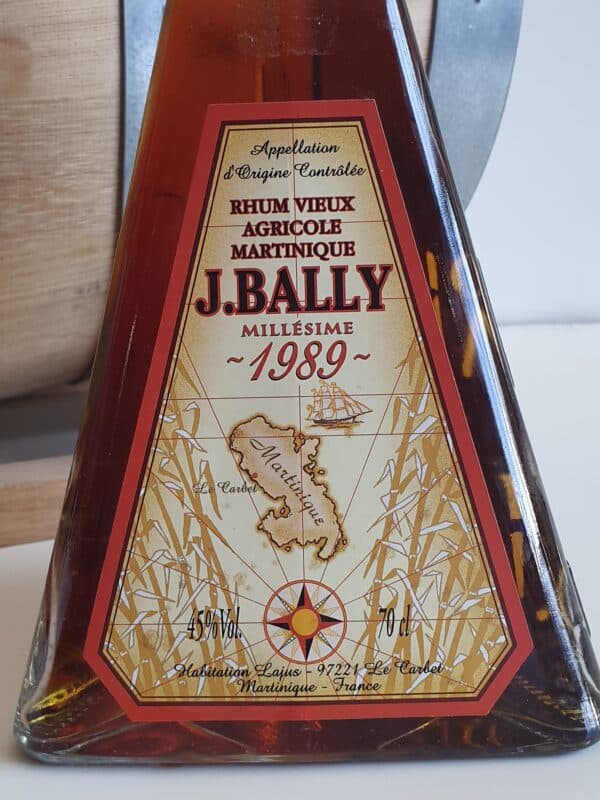 Appellation
d'Origine Contrôlée
RHUM VIEUX
AGRICOLE
MARTINIQUE
J.BALLY
MILLÉSIME
~1989~
Martinique
Le Carbet
45%Vol.
70 cl
Habitation Lajus - 97221 Le Carbet
Martinique - France